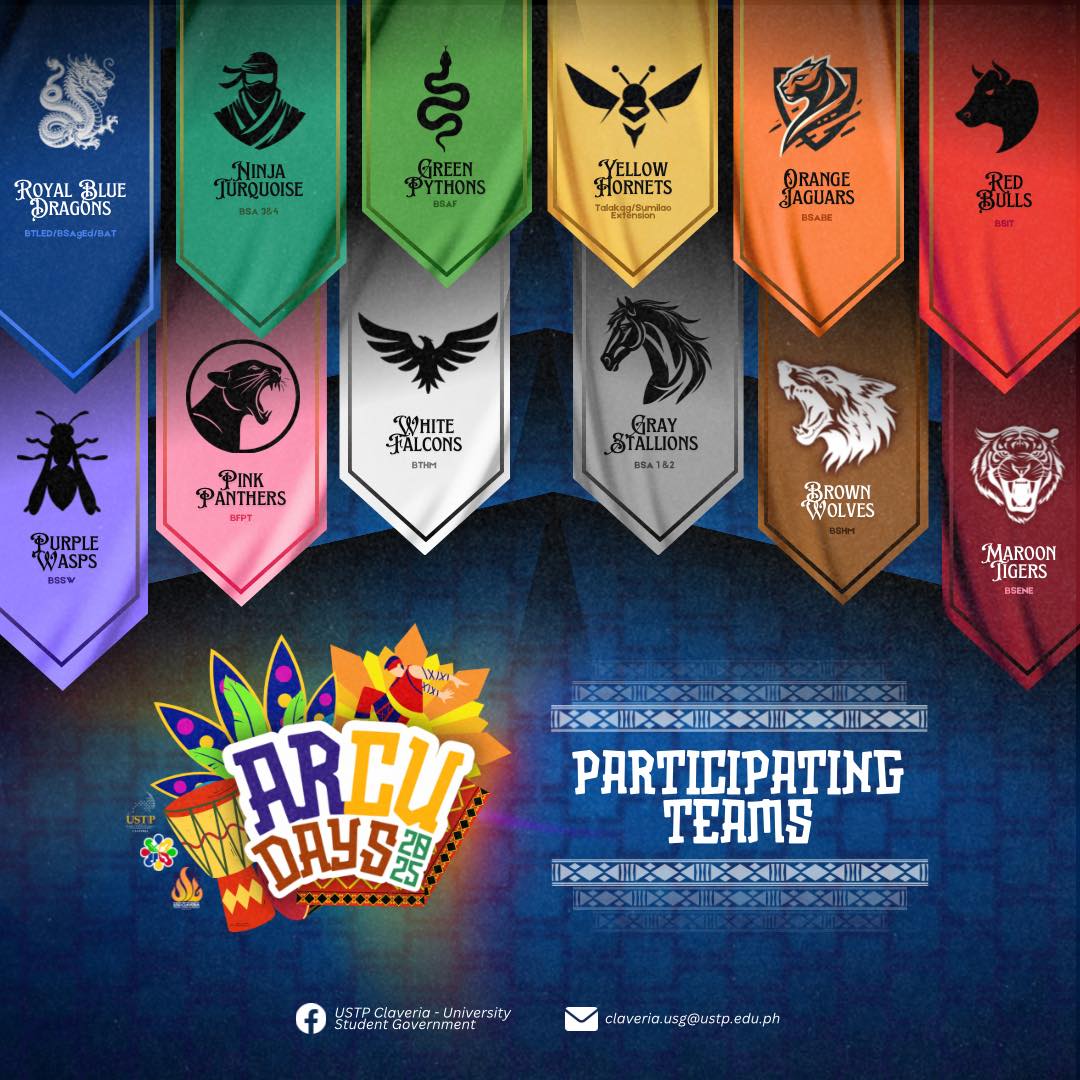 Royal Blue
Dragons
BTLED/BSAgEd/BAT
Ninja
Turquoise
BSA 3&4
Green
Pythons
BSAF
Yellow
Hornets
Talakag/Sumilao
Extension
Orange
Jaguars
BSABE
Red
Bulls
BSIT
Purple
Wasps
BSSW
Pink
Panthers
BFPT
White
Falcons
BTHM
Gray
Stallions
BSA 1&2
Brown
Wolves
BSHM
Maroon
Tigers
BSENE
ARCU
DAYS
2025
USTP
PARTICIPATING
TEAMS
USTP Claveria - University
Student Government
claveria.usg@ustp.edu.ph